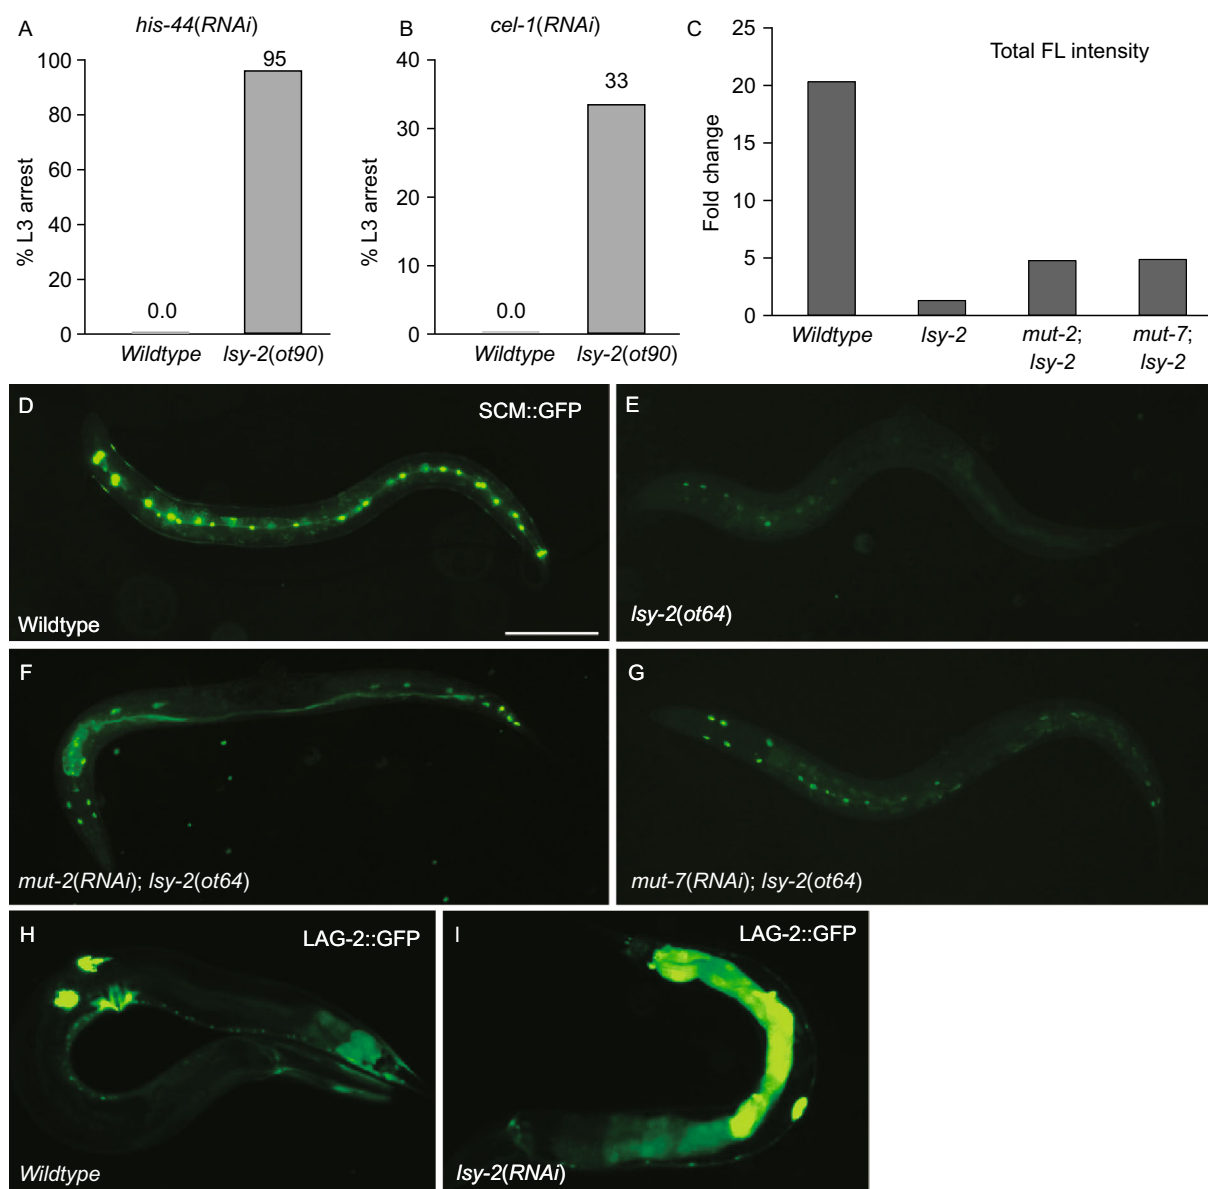 A
his-44(RNAi)
% L3 arrest
100
80
60
40
20
0
95
0.0
Wildtype
lsy-2(ot90)
B
cel-1(RNAi)
% L3 arrest
40
30
20
10
0
33
0.0
Wildtype
lsy-2(ot90)
C
Total FL intensity
Fold change
25
20
15
10
5
0
Wildtype
lsy-2
mut-2;
lsy-2
mut-7;
lsy-2
D
SCM::GFP
Wildtype
E
lsy-2(ot64)
F
mut-2(RNAi); lsy-2(ot64)
G
mut-7(RNAi); lsy-2(ot64)
H
LAG-2::GFP
Wildtype
I
LAG-2::GFP
lsy-2(RNAi)